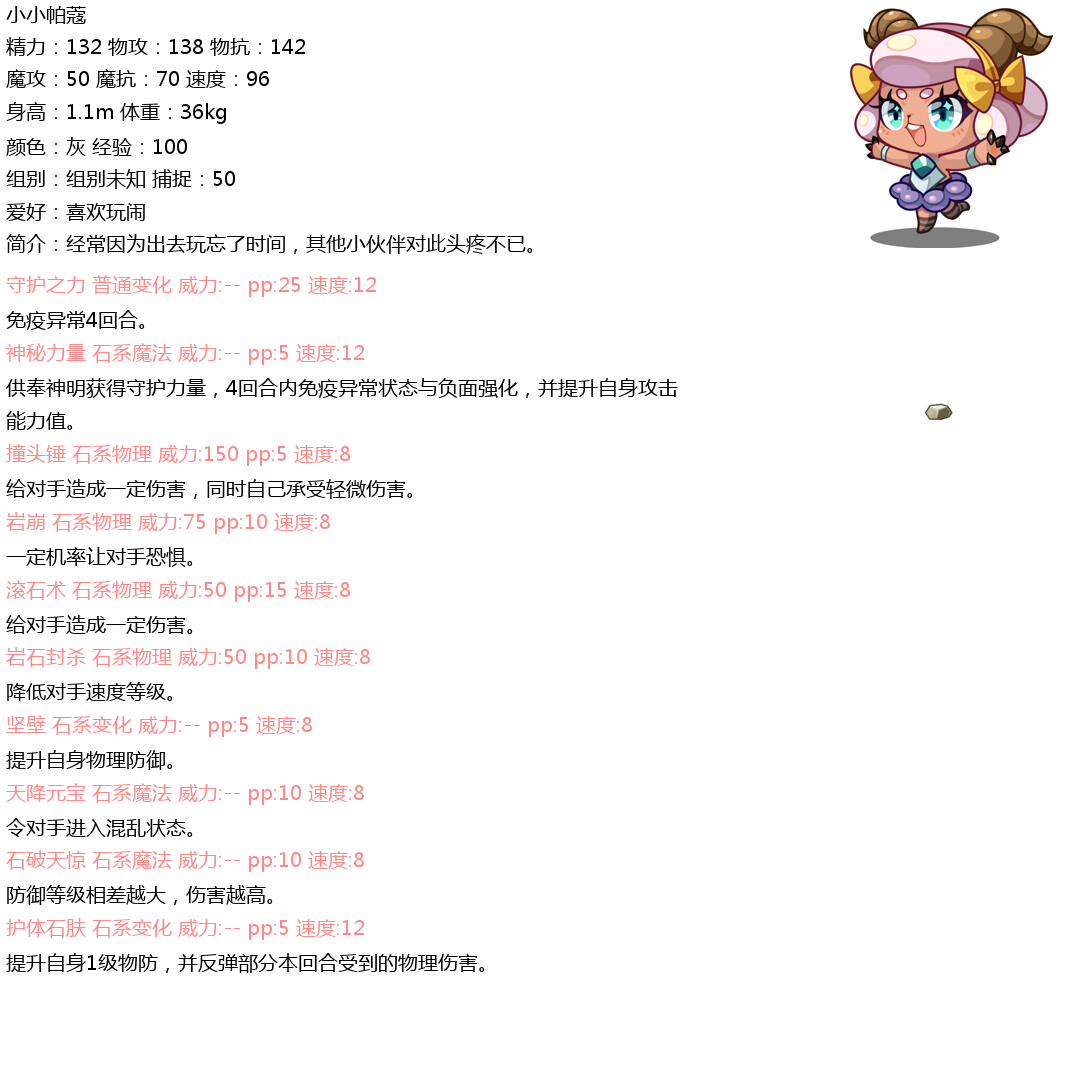 小小帕蔻
精力：132 物攻：138 物抗：142
魔攻：50 魔抗：70 速度：96
身高：1.1m 体重：36kg
颜色：灰 经验：100
组别：组别未知 捕捉：50
爱好：喜欢玩闹
简介：经常因为出去玩忘了时间，其他小伙伴对此头疼不已。
守护之力 普通变化 威力:-- pp:25 速度:12
免疫异常4回合。
神秘力量 石系魔法 威力:-- pp:5 速度:12
供奉神明获得守护力量，4回合内免疫异常状态与负面强化，并提升自身攻击
能力值。
撞头锤 石系物理 威力:150 pp:5 速度:8
给对手造成一定伤害，同时自己承受轻微伤害。
岩崩 石系物理 威力:75 pp:10 速度:8
一定机率让对手恐惧。
滚石术 石系物理 威力:50 pp:15 速度:8
给对手造成一定伤害。
岩石封杀 石系物理 威力:50 pp:10 速度:8
降低对手速度等级。
坚壁 石系变化 威力:-- pp:5 速度:8
提升自身物理防御。
天降元宝 石系魔法 威力:-- pp:10 速度:8
令对手进入混乱状态。
石破天惊 石系魔法 威力:-- pp:10 速度:8
防御等级相差越大，伤害越高。
护体石肤 石系变化 威力:-- pp:5 速度:12
提升自身1级物防，并反弹部分本回合受到的物理伤害。